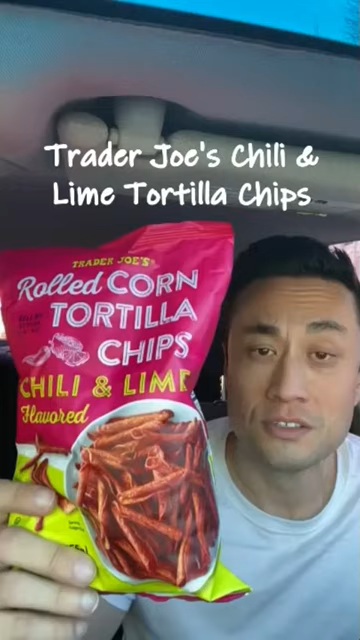 Trader Joe's Chili &
Lime Tortilla Chips
TRADER JOE'S
Rolled CORN
TORTILLA
CHIPS
CHILI & LIME
Flavored